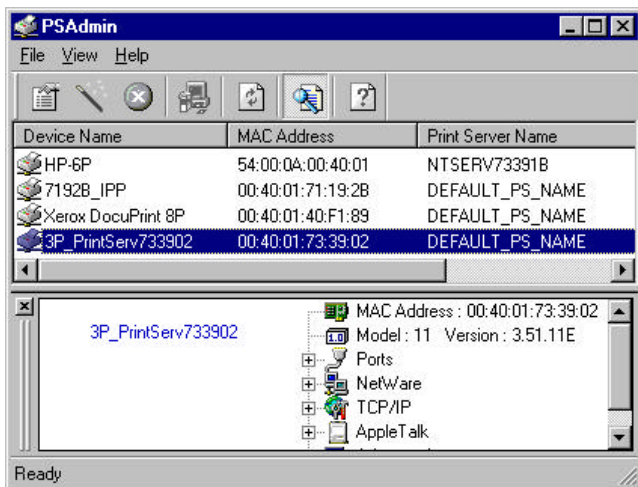 PSAdmin
File View Help
Device Name MAC Address Print Server Name
HP-6P 54:00:0A:00:40:01 NTSERV73391B
7192B_IPP 00:40:01:71:19:2B DEFAULT_PS_NAME
Xerox DocuPrint 8P 00:40:01:40:F1:89 DEFAULT_PS_NAME
3P_PrintServ733902 00:40:01:73:39:02 DEFAULT_PS_NAME
3P_PrintServ733902
MAC Address : 00:40:01:73:39:02
1.0 Model : 11 Version : 3.51.11E
Ports
NetWare
TCP/IP
AppleTalk
Ready